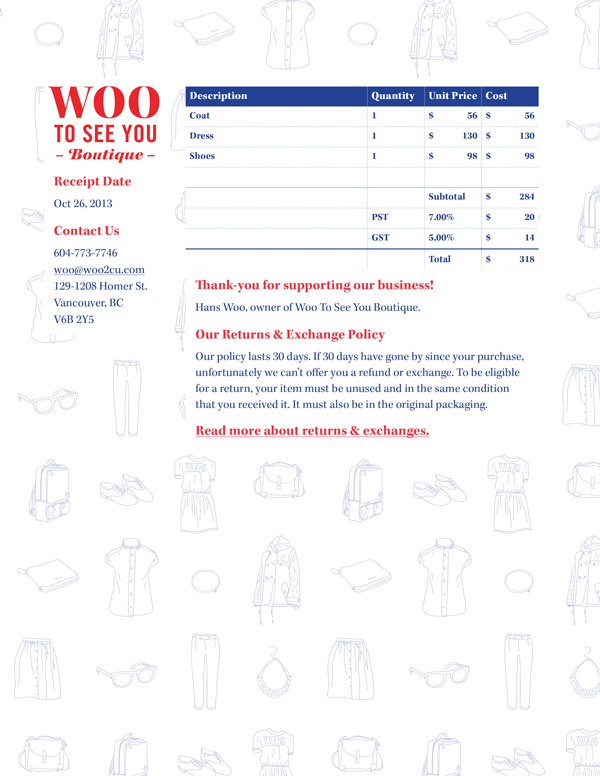 WOO
TO SEE YOU
– Boutique –
Receipt Date
Oct 26, 2013
Contact Us
604-773-7746
woo@woo2cu.com
129-1208 Homer St.
Vancouver, BC
V6B 2Y5
Description Quantity Unit Price Cost
Coat 1 $ 56 $ 56
Dress 1 $ 130 $ 130
Shoes 1 $ 98 $ 98
Subtotal $ 284
PST 7.00% $ 20
GST 5.00% $ 14
Total $ 318
Thank-you for supporting our business!
Hans Woo, owner of Woo To See You Boutique.
Our Returns & Exchange Policy
Our policy lasts 30 days. If 30 days have gone by since your purchase,
unfortunately we can't offer you a refund or exchange. To be eligible
for a return, your item must be unused and in the same condition
that you received it. It must also be in the original packaging.
Read more about returns & exchanges.